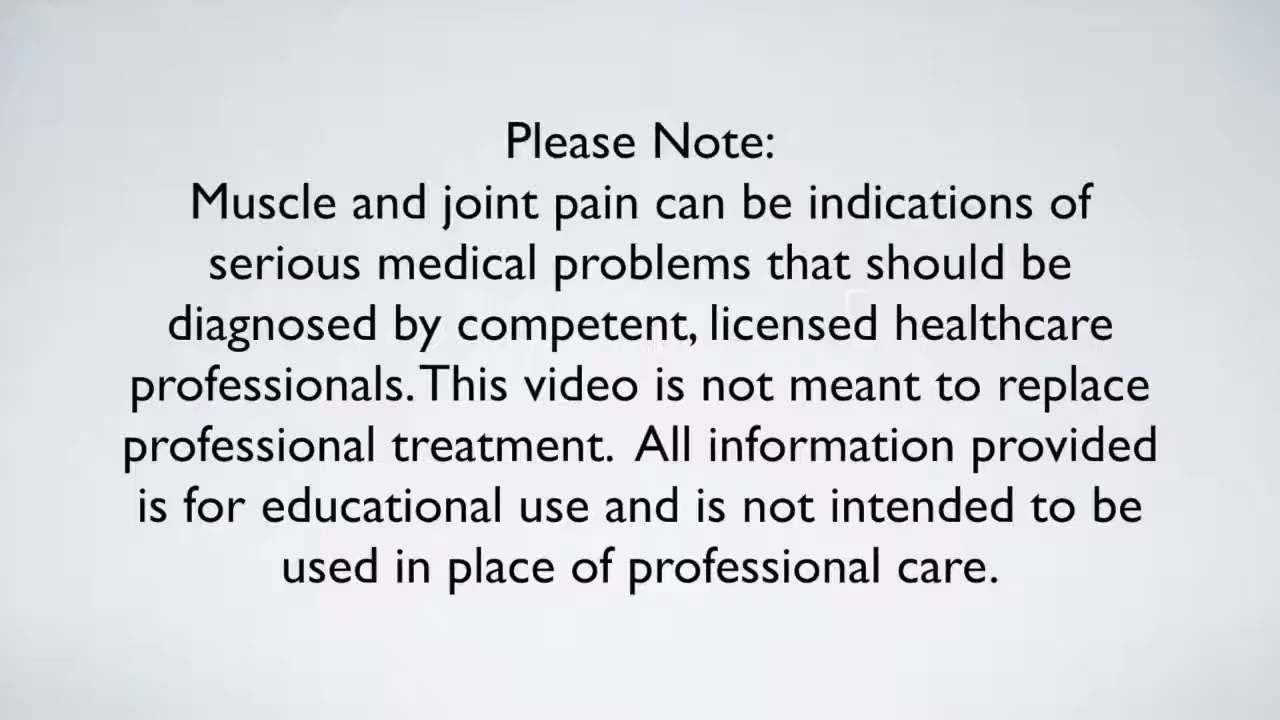 Please Note:
Muscle and joint pain can be indications of
serious medical problems that should be
diagnosed by competent, licensed healthcare
professionals. This video is not meant to replace
professional treatment.  All information provided
is for educational use and is not intended to be
used in place of professional care.